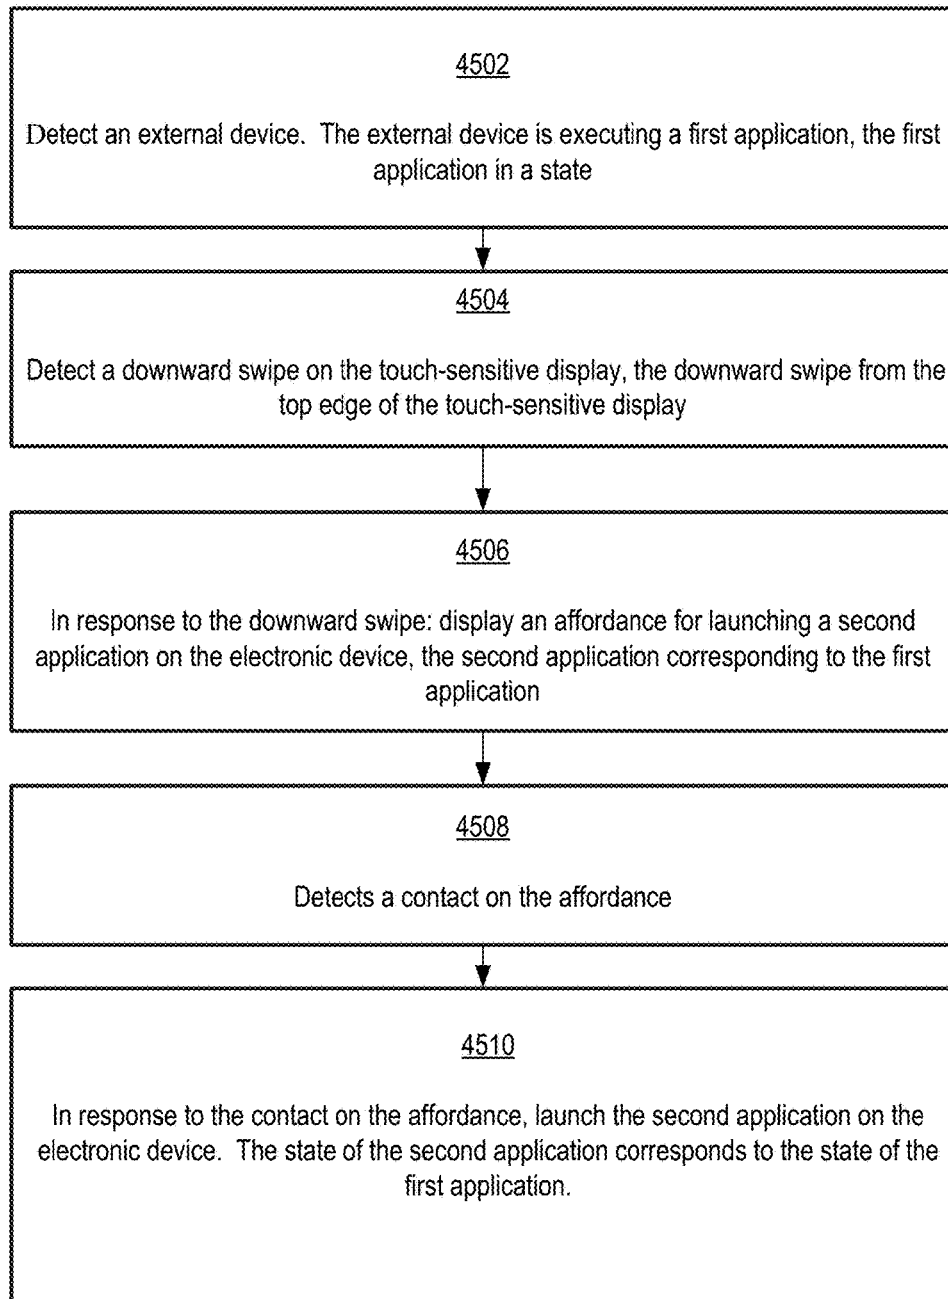 4502
Detect an external device. The external device is executing a first application, the first
application in a state
4504
Detect a downward swipe on the touch-sensitive display, the downward swipe from the
top edge of the touch-sensitive display
4506
In response to the downward swipe: display an affordance for launching a second
application on the electronic device, the second application corresponding to the first
application
4508
Detects a contact on the affordance
4510
In response to the contact on the affordance, launch the second application on the
electronic device. The state of the second application corresponds to the state of the
first application.